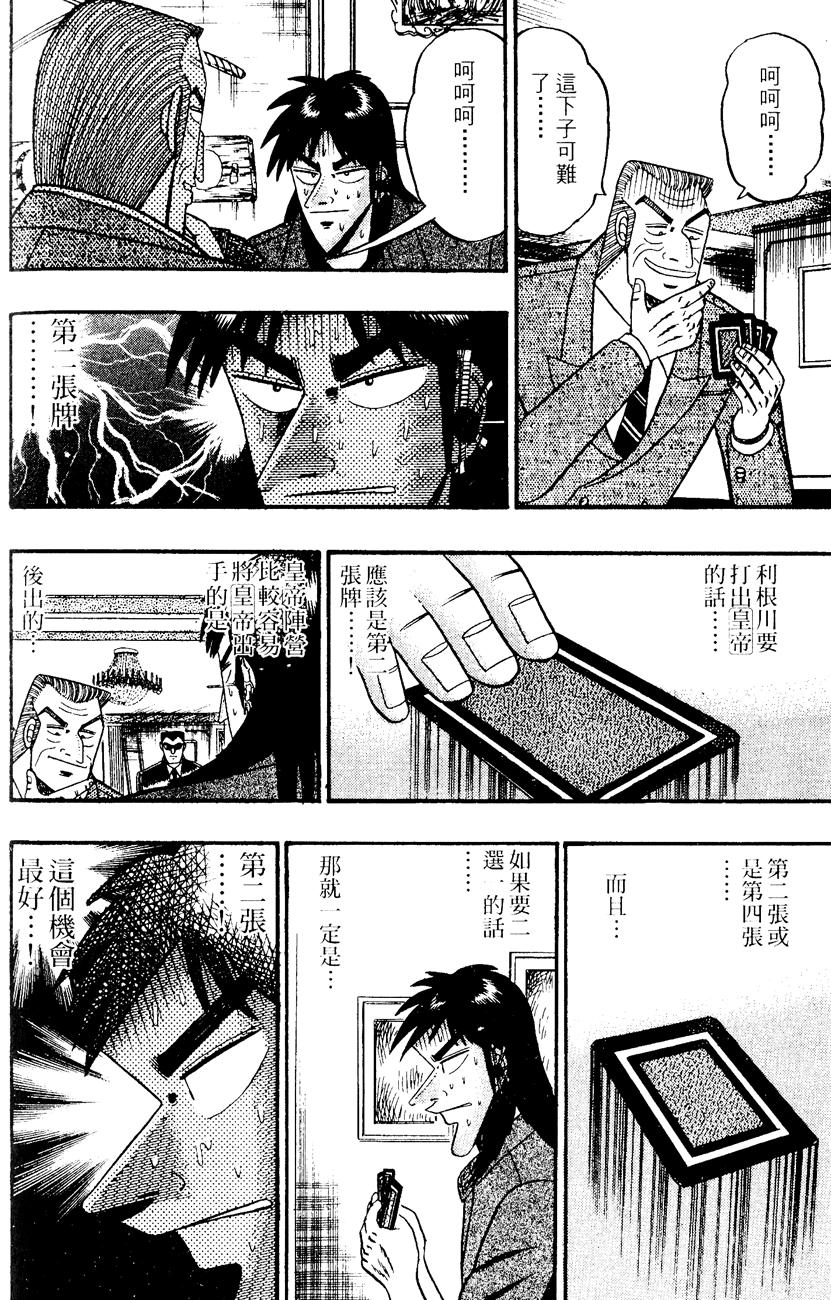 呵呵呵……
這下子可難
了……
呵呵呵………
第二張牌
………！
利根川要
打出皇帝
的話……
應該是第二
張牌……！
皇帝陣營
比較容易
將皇帝出
手的是
後出的…
第二張或
是第四張
……
而且…
如果要二
選一的話
……
那就一定是…
第二張
……！
這個機會
最好…！